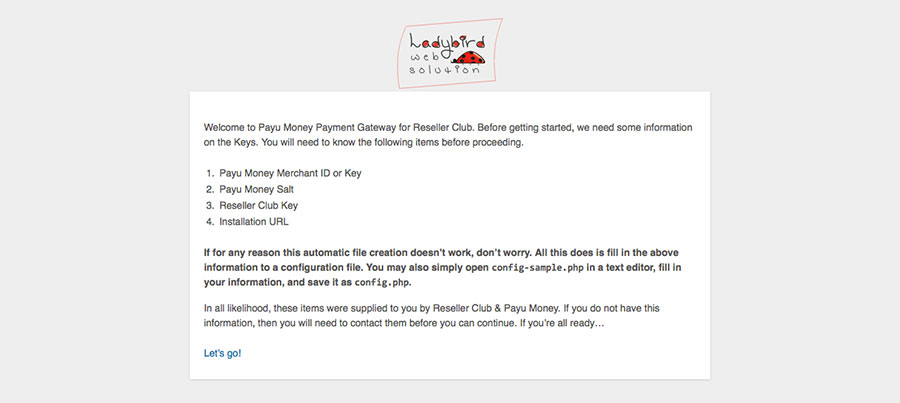 Ladybird
web
solution
Welcome to Payu Money Payment Gateway for Reseller Club. Before getting started, we need some information
on the Keys. You will need to know the following items before proceeding.
1. Payu Money Merchant ID or Key
2. Payu Money Salt
3. Reseller Club Key
4. Installation URL
If for any reason this automatic file creation doesn't work, don't worry. All this does is fill in the above
information to a configuration file. You may also simply open config-sample.php in a text editor, fill in
your information, and save it as config.php.
In all likelihood, these items were supplied to you by Reseller Club & Payu Money. If you do not have this
information, then you will need to contact them before you can continue. If you're all ready…
Let's go!